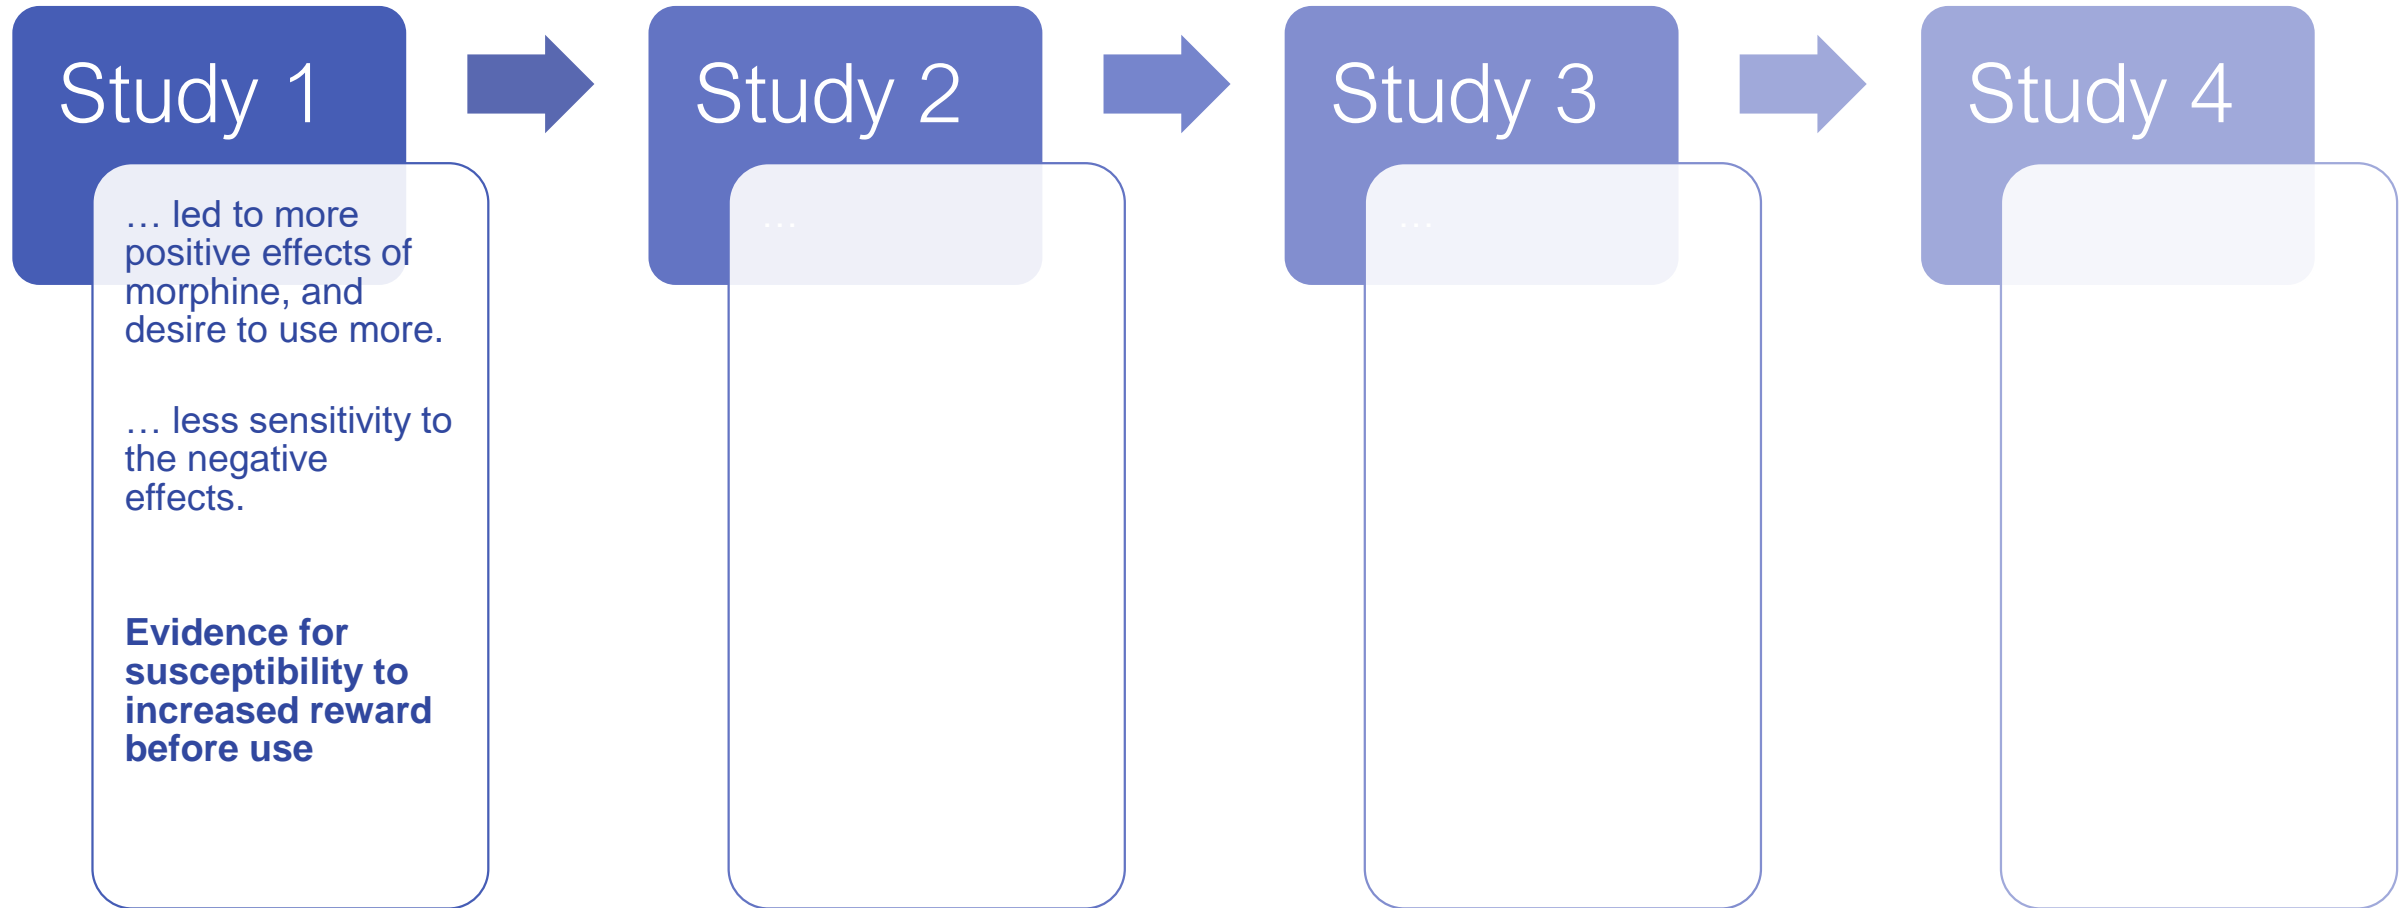 Study 1
… led to more
positive effects of
morphine, and
desire to use more.
… less sensitivity to
the negative
effects.
Evidence for
susceptibility to
increased reward
before use
Study 2
…
Study 3
…
Study 4